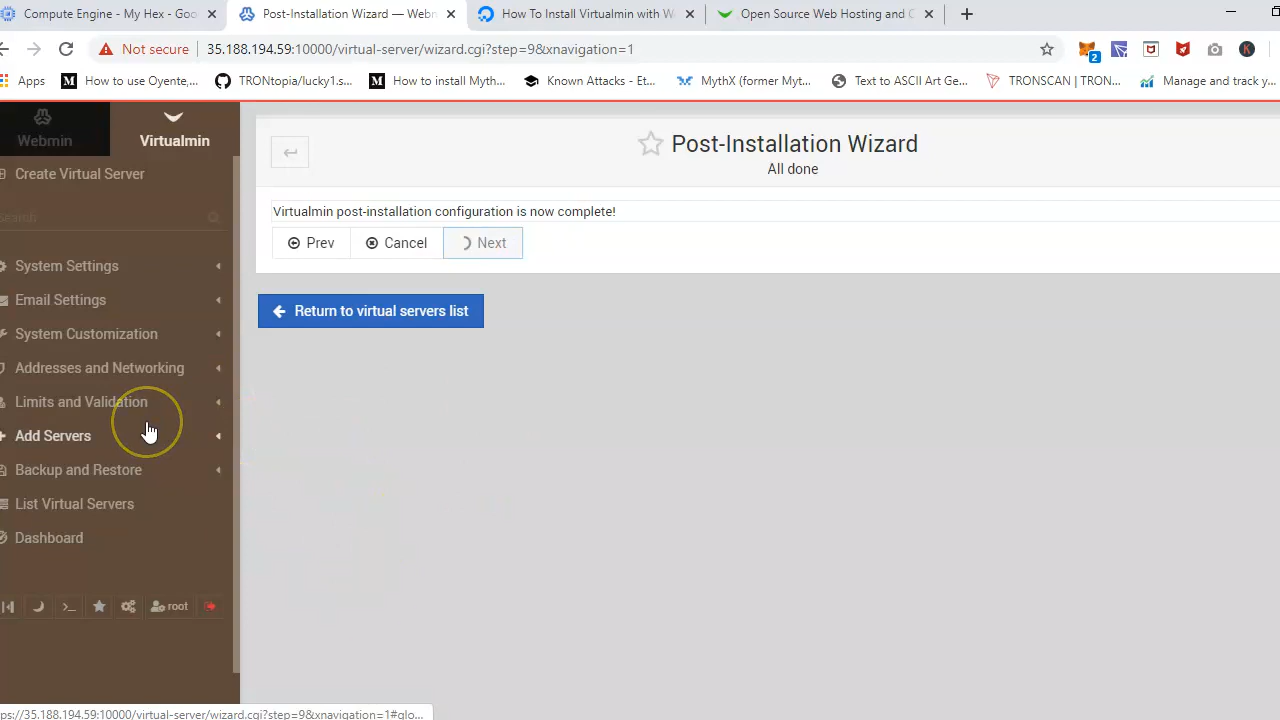 Compute Engine - My Hex - Goo
Post-Installation Wizard — Webm
How To Install Virtualmin with W
Open Source Web Hosting and C
Not secure
35.188.194.59:10000/virtual-server/wizard.cgi?step=9&xnavigation=1
2
K
Apps
How to use Oyente,...
TRONtopia/lucky1.s...
How to install Myth...
Known Attacks - Et...
MythX (former Myt...
Text to ASCII Art Ge...
TRONSCAN | TRON...
Manage and track y...
Webmin
Virtualmin
Create Virtual Server
Search
System Settings
Email Settings
System Customization
Addresses and Networking
Limits and Validation
Add Servers
Backup and Restore
List Virtual Servers
Dashboard
root
Post-Installation Wizard
All done
Virtualmin post-installation configuration is now complete!
Prev
Cancel
Next
Return to virtual servers list
ps://35.188.194.59:10000/virtual-server/wizard.cgi?step=9&xnavigation=1#glo...